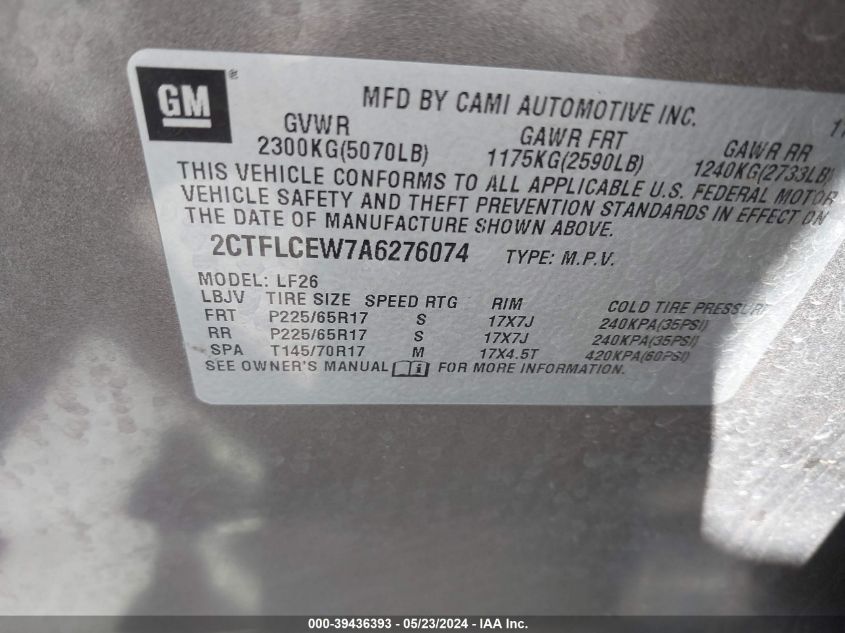 GM®
MFD BY CAMI AUTOMOTIVE INC.
GVWR GAWR FRT GAWR RR
2300KG(5070LB) 1175KG(2590LB) 1240KG(2733LB)
THIS VEHICLE CONFORMS TO ALL APPLICABLE U.S. FEDERAL MOTOR
VEHICLE SAFETY AND THEFT PREVENTION STANDARDS IN EFFECT ON
THE DATE OF MANUFACTURE SHOWN ABOVE.
2CTFLCEW7A6276074 TYPE: M.P.V.
MODEL: LF26
LBJV TIRE SIZE SPEED RTG RIM COLD TIRE PRESSURE
FRT P225/65R17 S 17X7J 240KPA(35PSI)
RR P225/65R17 S 17X7J 240KPA(35PSI)
SPA T145/70R17 M 17X4.5T 420KPA(60PSI)
SEE OWNER'S MANUAL FOR MORE INFORMATION.
000-39436393 - 05/23/2024 - IAA Inc.